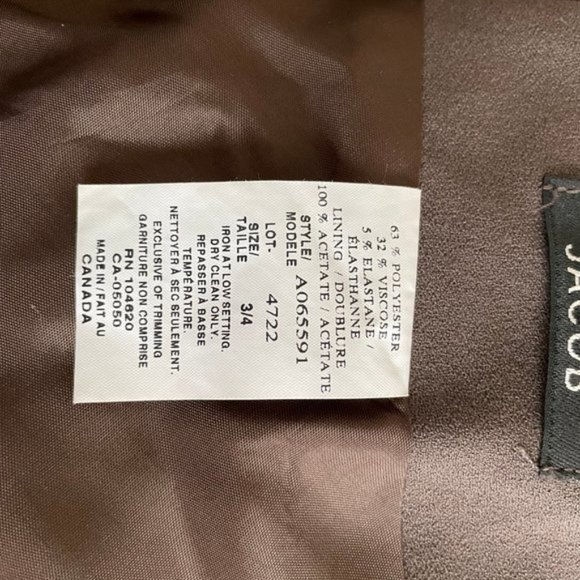 63 % POLYESTER
32 % VISCOSE
5 % ELASTANE /
ÉLASTHANNE
LINING / DOUBLURE
100 % ACETATE / ACÉTATE
STYLE/ A065591
MODELE
LOT- 4722
SIZE/ 3/4
TAILLE
IRON AT LOW SETTING.
DRY CLEAN ONLY.
REPASSER À BASSE
TEMPÉRATURE.
NETTOYER À SEC SEULEMENT.
EXCLUSIVE OF TRIMMING
GARNITURE NON COMPRISE
RN 104620
CA-05050
MADE IN / FAIT AU
CANADA
JACOB